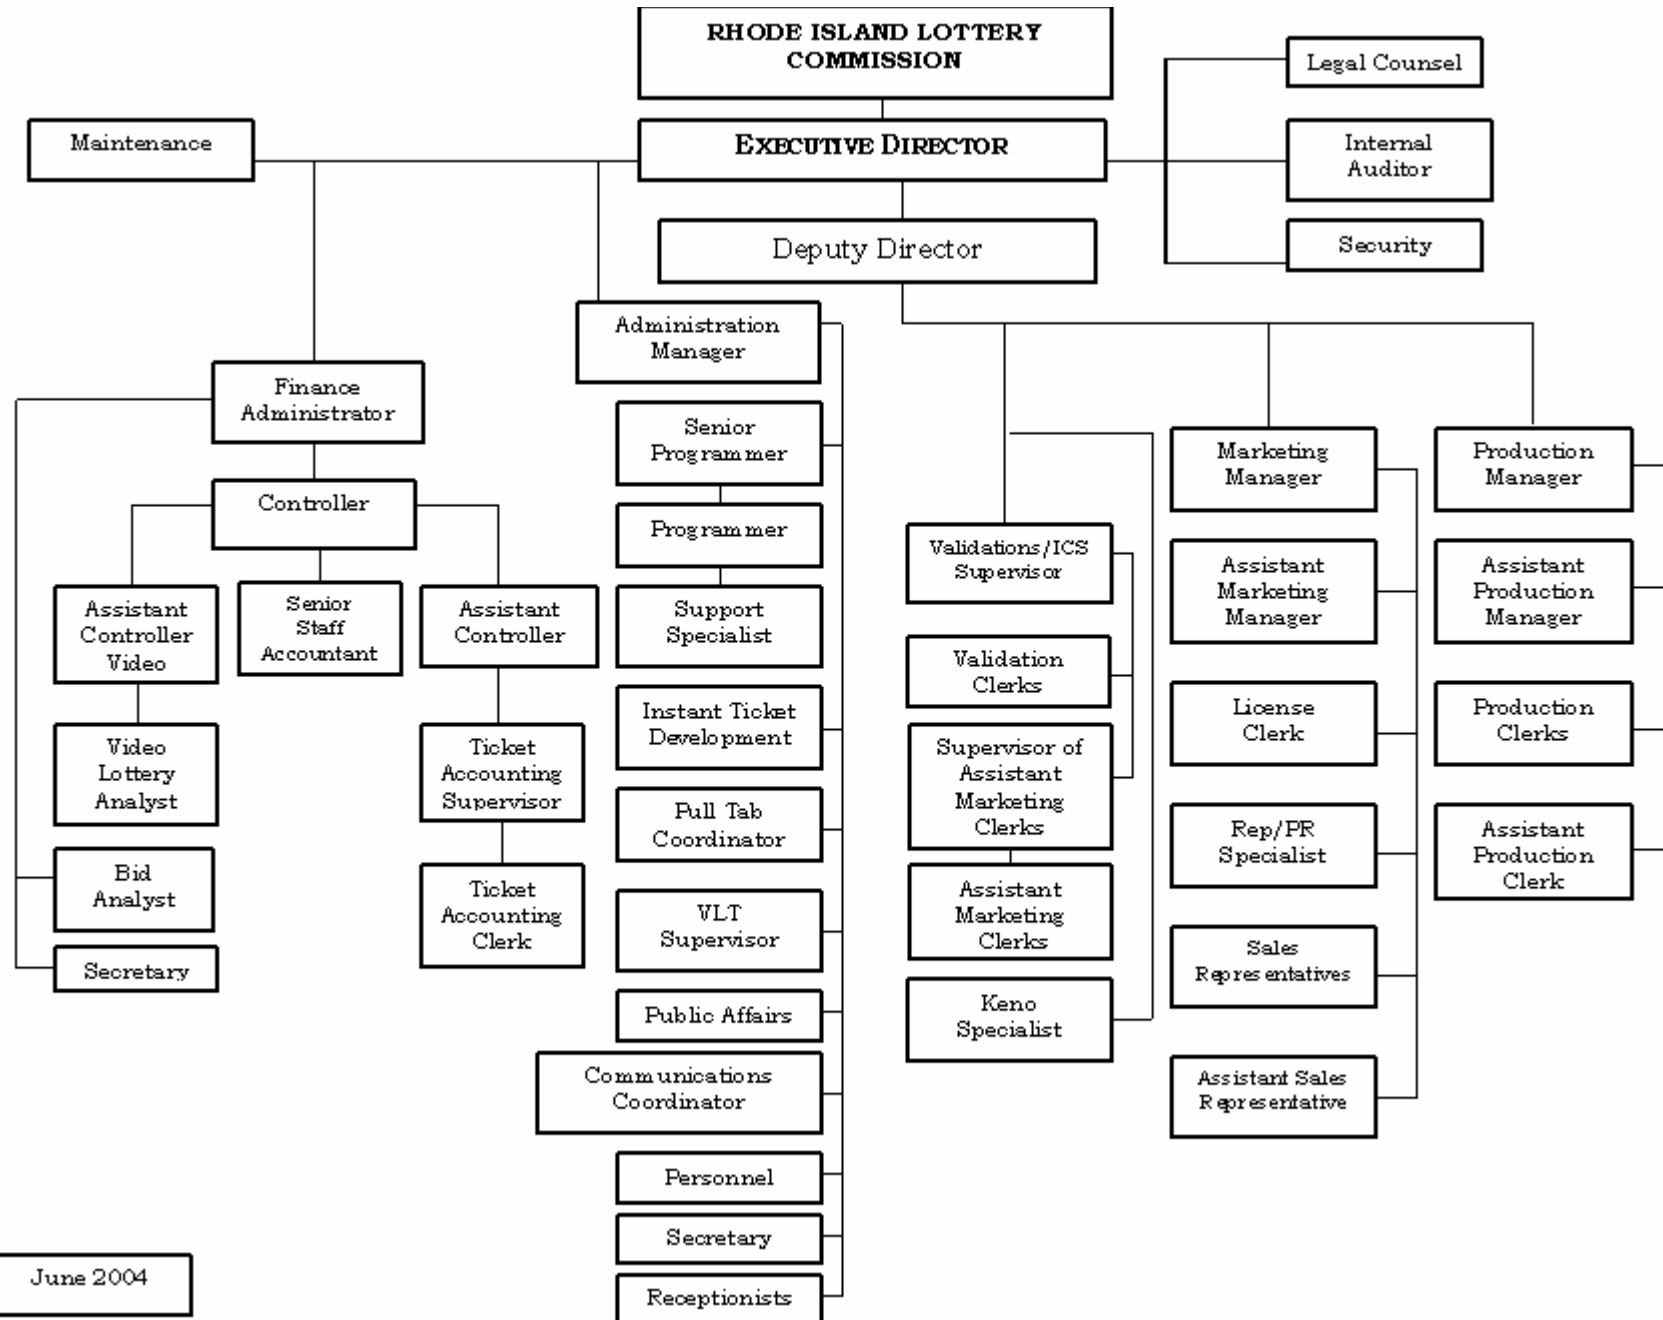 RHODE ISLAND LOTTERY
COMMISSION
Legal Counsel
Maintenance
EXECUTIVE DIRECTOR
Internal
Auditor
Deputy Director
Security
Administration
Manager
Finance
Administrator
Controller
Assistant
Controller
Video
Senior
Staff
Accountant
Assistant
Controller
Video
Lottery
Analyst
Ticket
Accounting
Supervisor
Bid
Analyst
Ticket
Accounting
Clerk
Secretary
Senior
Programmer
Programmer
Support
Specialist
Instant Ticket
Development
Pull Tab
Coordinator
VLT
Supervisor
Public Affairs
Communications
Coordinator
Personnel
Secretary
Receptionists
Validations/ICS
Supervisor
Validation
Clerks
Supervisor of
Assistant
Marketing
Clerks
Assistant
Marketing
Clerks
Keno
Specialist
Marketing
Manager
Assistant
Marketing
Manager
License
Clerk
Rep/PR
Specialist
Sales
Representatives
Assistant Sales
Representative
Production
Manager
Assistant
Production
Manager
Production
Clerks
Assistant
Production
Clerk
June 2004